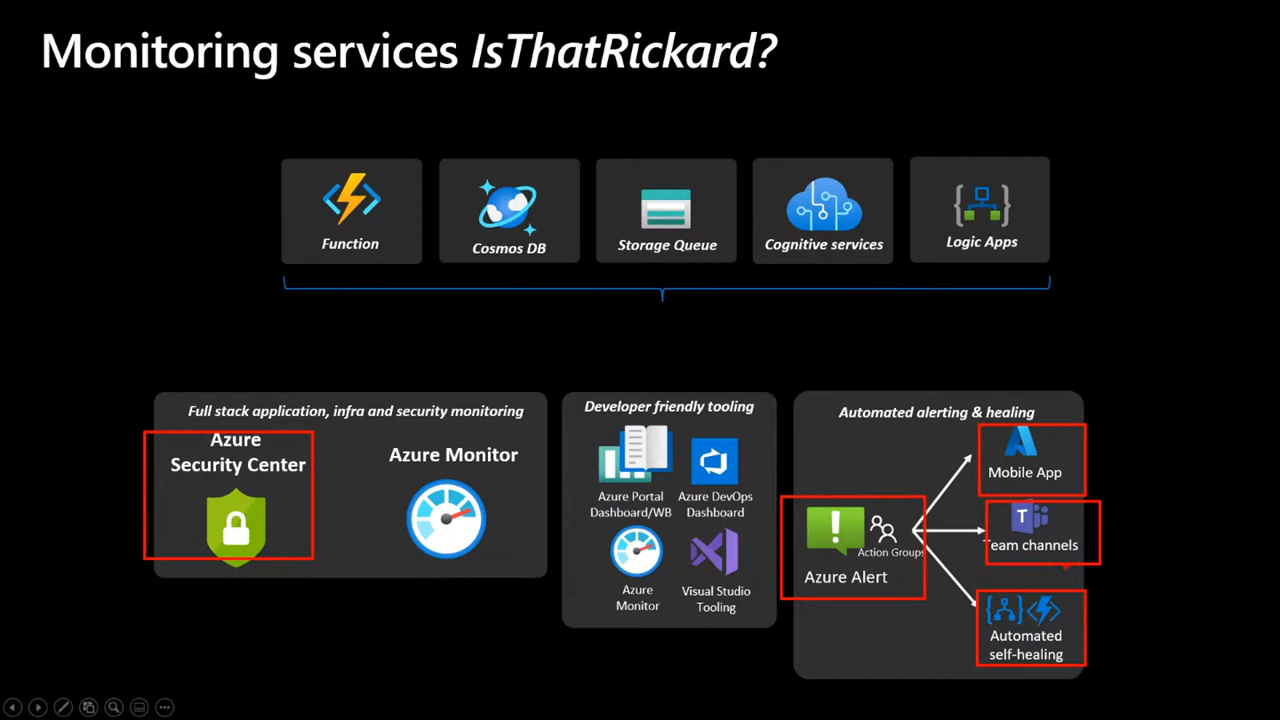 Monitoring services IsThatRickard?
Function
Cosmos DB
Storage Queue
Cognitive services
Logic Apps
Full stack application, infra and security monitoring
Azure
Security Center
Azure Monitor
Developer friendly tooling
Azure Portal
Dashboard/WB
Azure DevOps
Dashboard
Azure
Monitor
Visual Studio
Tooling
Automated alerting & healing
Action Groups
Azure Alert
Mobile App
T
Team channels
Automated
self-healing